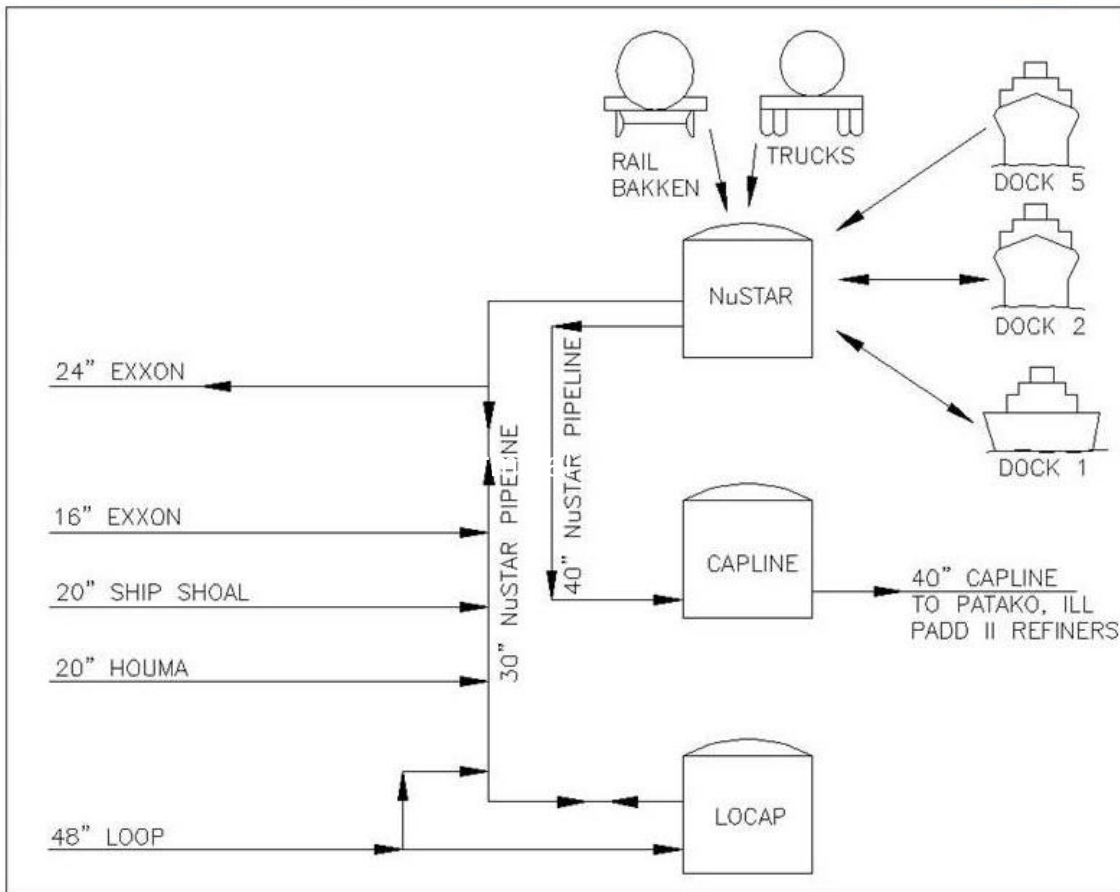 RAIL
BAKKEN
TRUCKS
DOCK 5
NuSTAR
DOCK 2
DOCK 1
24” EXXON
30” NuSTAR PIPELINE
40” NuSTAR PIPELINE
16” EXXON
CAPLINE
20” SHIP SHOAL
40” CAPLINE
TO PATAKO, ILL
PADD II REFINERS
20” HOUMA
LOCAP
48” LOOP